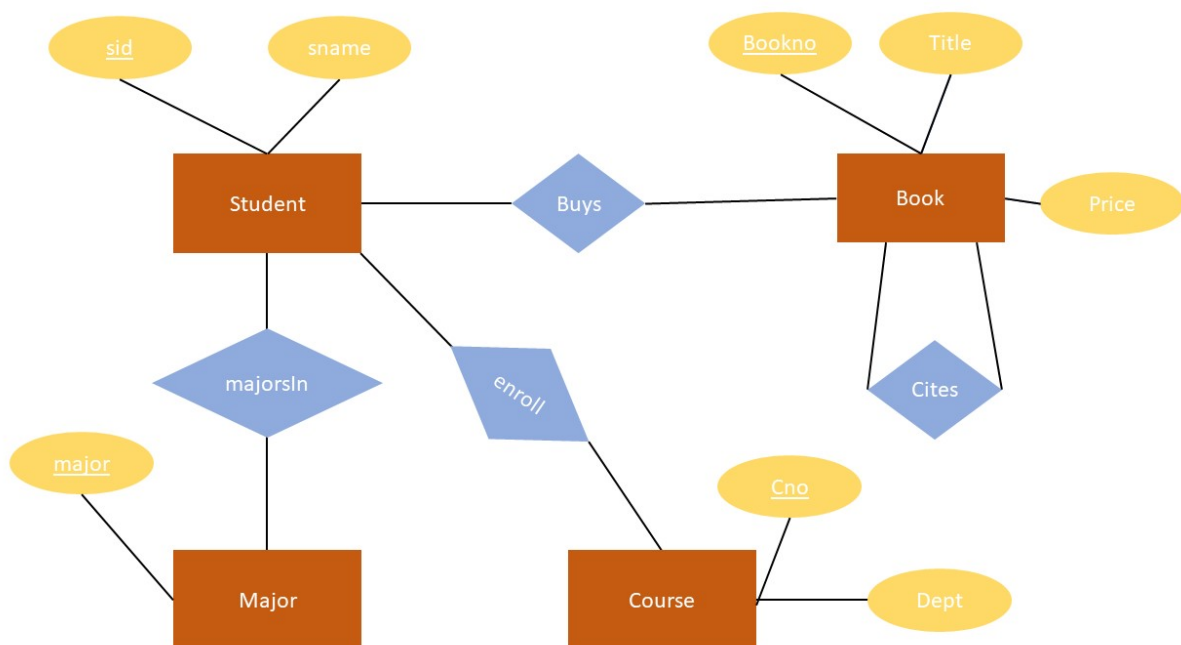 sid
sname
Bookno
Title
Student
Buys
Book
Price
majorsIn
enroll
Cites
major
Cno
Major
Course
Dept